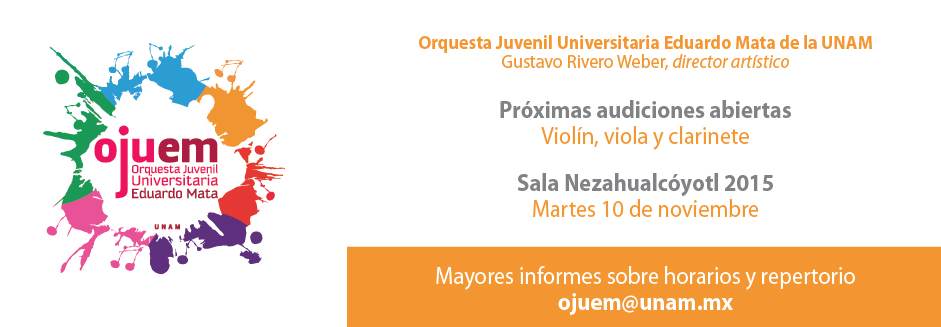 ojuem
Orquesta Juvenil
Universitaria
Eduardo Mata
UNAM
Orquesta Juvenil Universitaria Eduardo Mata de la UNAM
Gustavo Rivero Weber, director artístico
Próximas audiciones abiertas
Violín, viola y clarinete
Sala Nezahualcóyotl 2015
Martes 10 de noviembre
Mayores informes sobre horarios y repertorio
ojuem@unam.mx